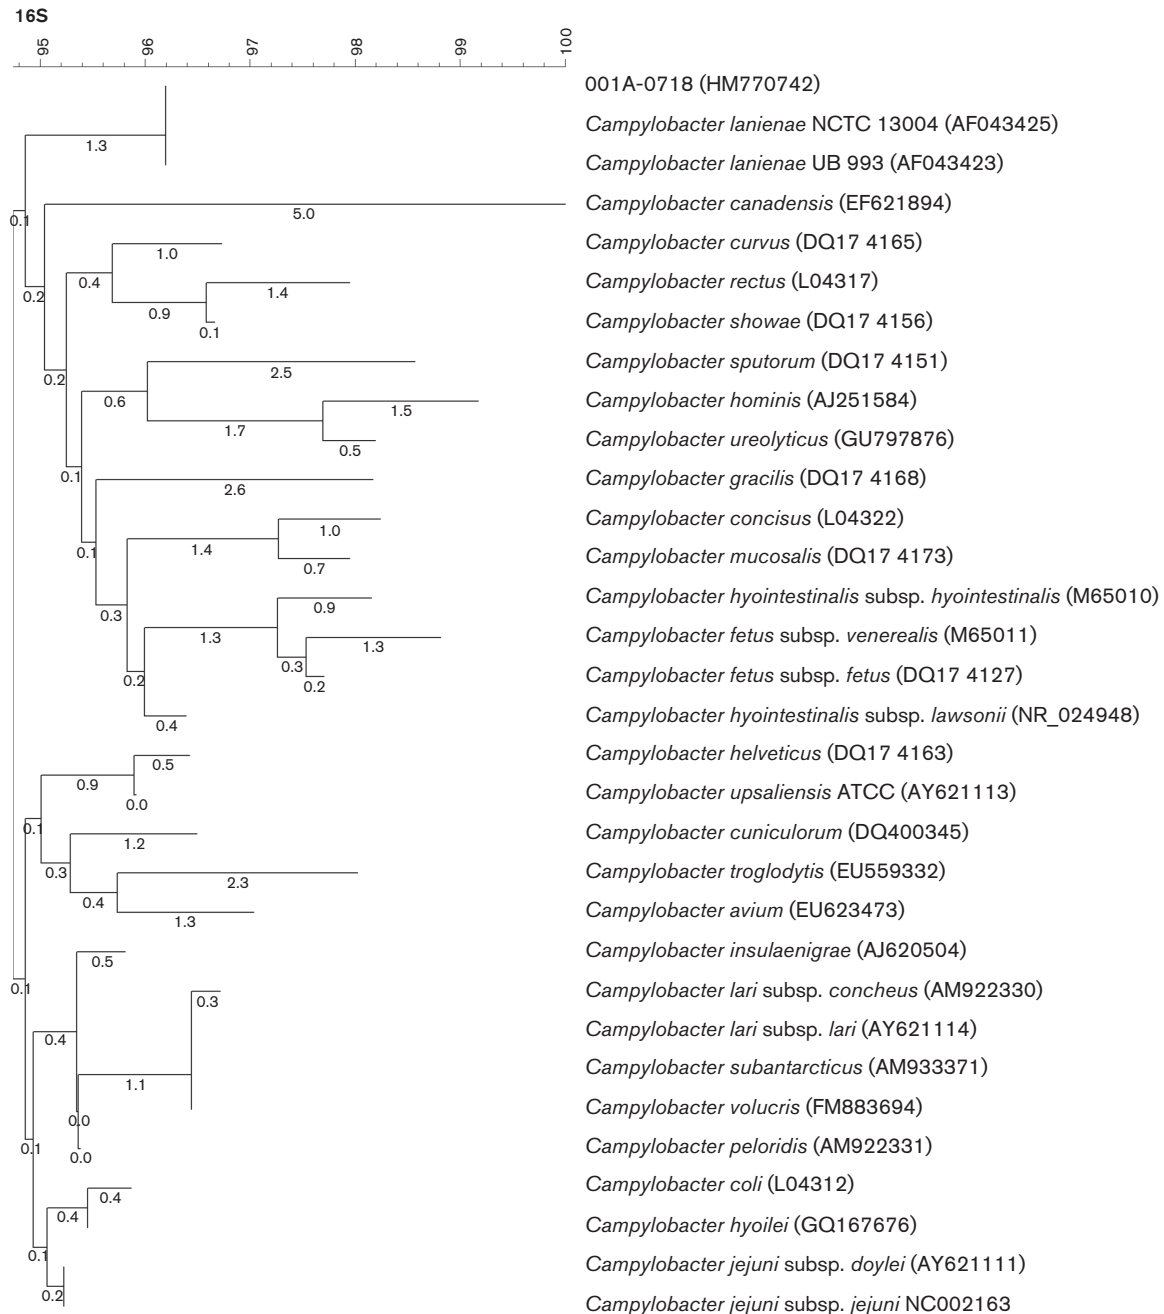 16S
95 96 97 98 99 100
001A-0718 (HM770742)
Campylobacter lanienae NCTC 13004 (AF043425)
1.3
Campylobacter lanienae UB 993 (AF043423)
Campylobacter canadensis (EF621894)
0.1
5.0
Campylobacter curvus (DQ17 4165)
1.0
Campylobacter rectus (L04317)
0.4
1.4
0.2
0.9
Campylobacter showae (DQ17 4156)
0.1
Campylobacter sputorum (DQ17 4151)
2.5
0.2
Campylobacter hominis (AJ251584)
0.6
1.5
1.7
Campylobacter ureolyticus (GU797876)
0.5
Campylobacter gracilis (DQ17 4168)
0.1
2.6
Campylobacter concisus (L04322)
1.0
0.1
1.4
Campylobacter mucosalis (DQ17 4173)
0.7
Campylobacter hyointestinalis subsp. hyointestinalis (M65010)
0.9
0.3
Campylobacter fetus subsp. venerealis (M65011)
1.3
1.3
0.3
Campylobacter fetus subsp. fetus (DQ17 4127)
0.2
0.2
Campylobacter hyointestinalis subsp. lawsonii (NR_024948)
0.4
Campylobacter helveticus (DQ17 4163)
0.5
0.9
Campylobacter upsaliensis ATCC (AY621113)
0.0
0.1
Campylobacter cuniculorum (DQ400345)
1.2
Campylobacter troglodytis (EU559332)
0.3
2.3
0.4
Campylobacter avium (EU623473)
1.3
Campylobacter insulaenigrae (AJ620504)
0.5
0.1
Campylobacter lari subsp. concheus (AM922330)
0.3
Campylobacter lari subsp. lari (AY621114)
0.4
Campylobacter subantarcticus (AM933371)
1.1
Campylobacter volucris (FM883694)
0.0
Campylobacter peloridis (AM922331)
0.1
0.0
Campylobacter coli (L04312)
0.4
0.4
Campylobacter hyoilei (GQ167676)
0.1
Campylobacter jejuni subsp. doylei (AY621111)
0.2
Campylobacter jejuni subsp. jejuni NC002163